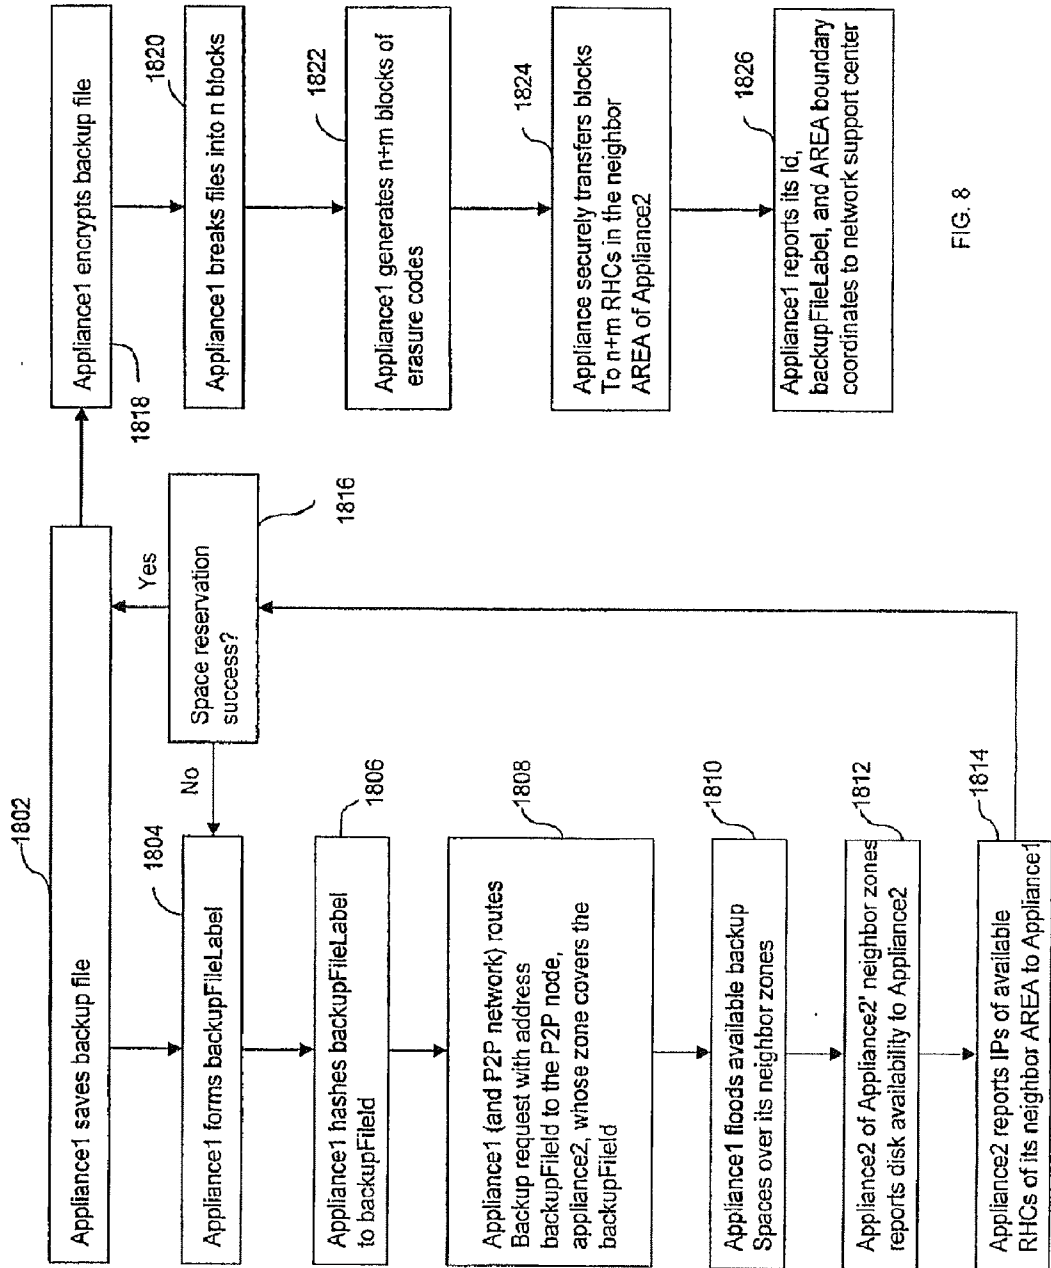 1802
Appliance1 saves backup file
1804
Appliance1 forms backupFileLabel
1806
Appliance1 hashes backupFileLabel
to backupFileId
1808
Appliance1 (and P2P network) routes
Backup request with address
backupFileId to the P2P node,
appliance2, whose zone covers the
backupFileId
1810
Appliance1 floods available backup
Spaces over its neighbor zones
1812
Appliance2 of Appliance2' neighbor zones
reports disk availability to Appliance2
1814
Appliance2 reports IPs of available
RHCs of its neighbor AREA to Appliance1
No
Space reservation
success?
Yes
1816
1818
Appliance1 encrypts backup file
1820
Appliance1 breaks files into n blocks
1822
Appliance1 generates n+m blocks of
erasure codes
1824
Appliance securely transfers blocks
To n+m RHCs in the neighbor
AREA of Appliance2
1826
Appliance1 reports its Id,
backupFileLabel, and AREA boundary
coordinates to network support center
FIG. 8